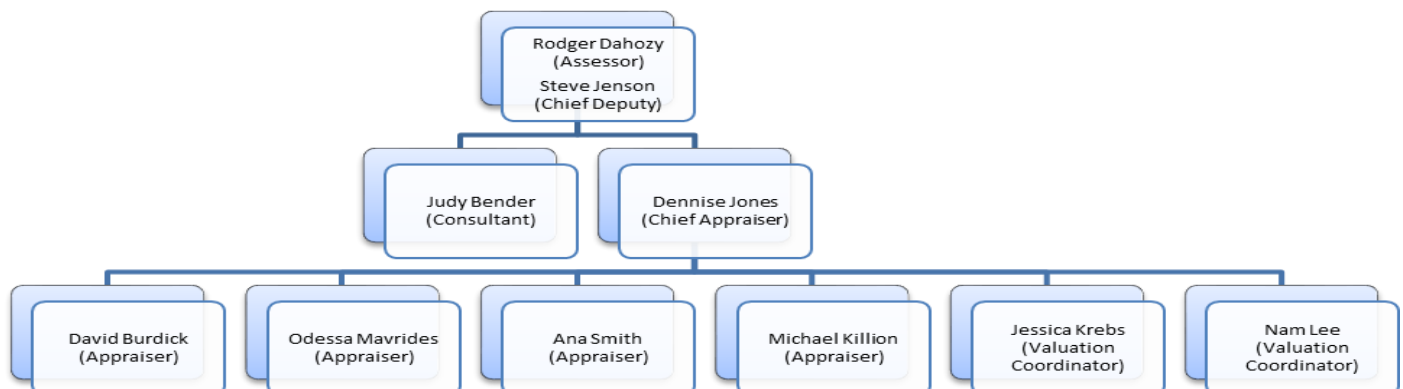 Rodger Dahozy
(Assessor)
Steve Jenson
(Chief Deputy)
Judy Bender
(Consultant)
Dennise Jones
(Chief Appraiser)
David Burdick
(Appraiser)
Odessa Mavrides
(Appraiser)
Ana Smith
(Appraiser)
Michael Killion
(Appraiser)
Jessica Krebs
(Valuation
Coordinator)
Nam Lee
(Valuation
Coordinator)